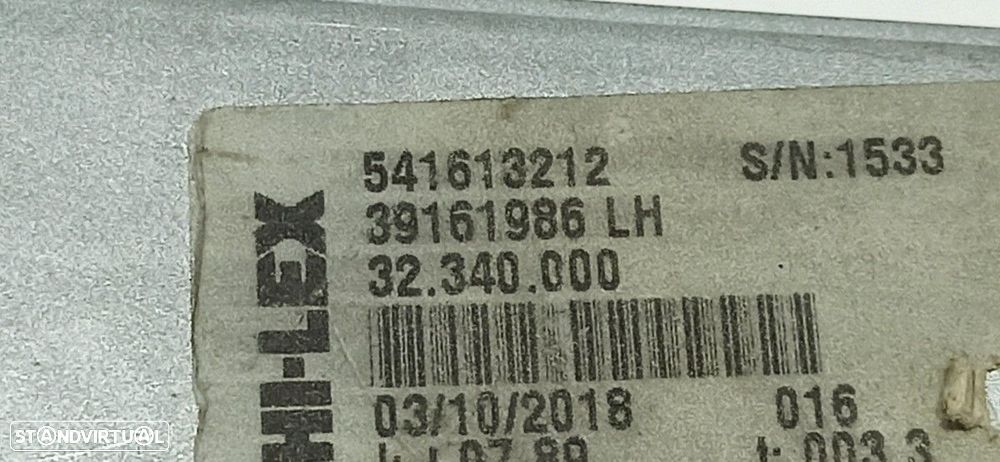 541613212 S/N:1533
39161986 LH
32.340.000
HI-LEX
03/10/2018 016
STANDVIRTUAL